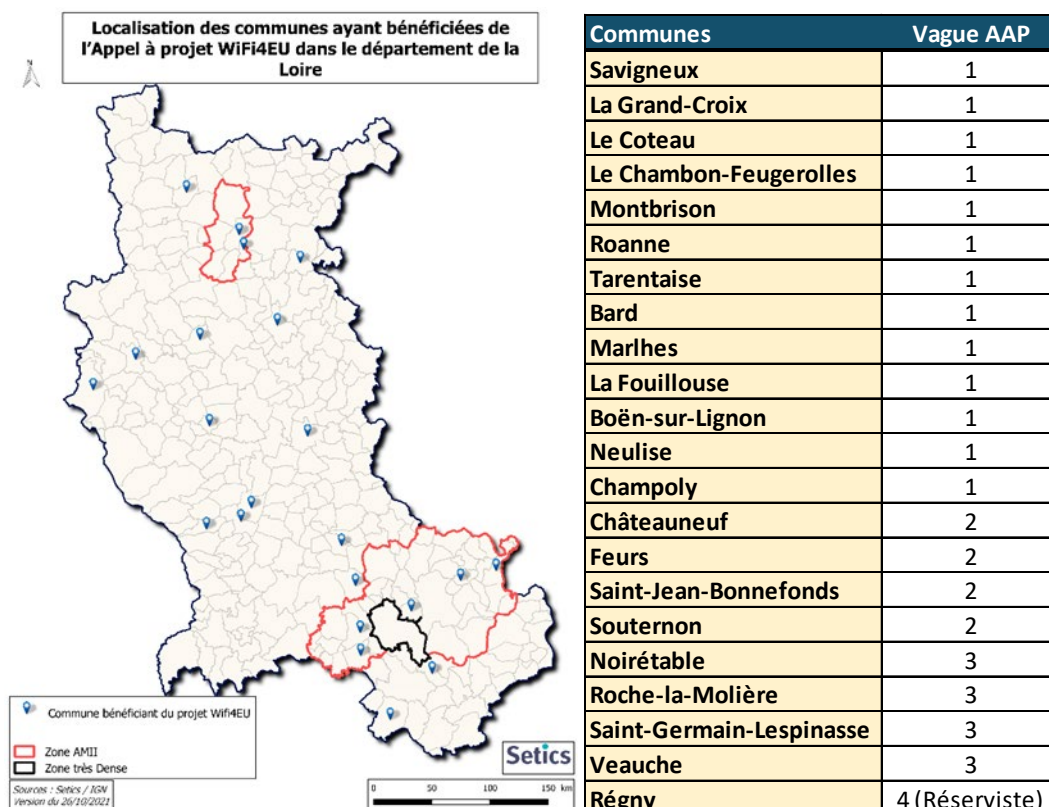 Localisation des communes ayant bénéficiées de
l'Appel à projet WiFi4EU dans le département de la
Loire
N
Commune bénéficiant du projet Wifi4EU
Zone AMII
Zone très Dense
Sources : Setics / IGN
Version du 26/10/2021
Setics
0 50 100 150 km
Communes Vague AAP
Savigneux 1
La Grand-Croix 1
Le Coteau 1
Le Chambon-Feugerolles 1
Montbrison 1
Roanne 1
Tarentaise 1
Bard 1
Marlhes 1
La Fouillouse 1
Boën-sur-Lignon 1
Neulise 1
Champoly 1
Châteauneuf 2
Feurs 2
Saint-Jean-Bonnefonds 2
Souternon 2
Noirétable 3
Roche-la-Molière 3
Saint-Germain-Lespinasse 3
Veauche 3
Régny 4 (Réserviste)